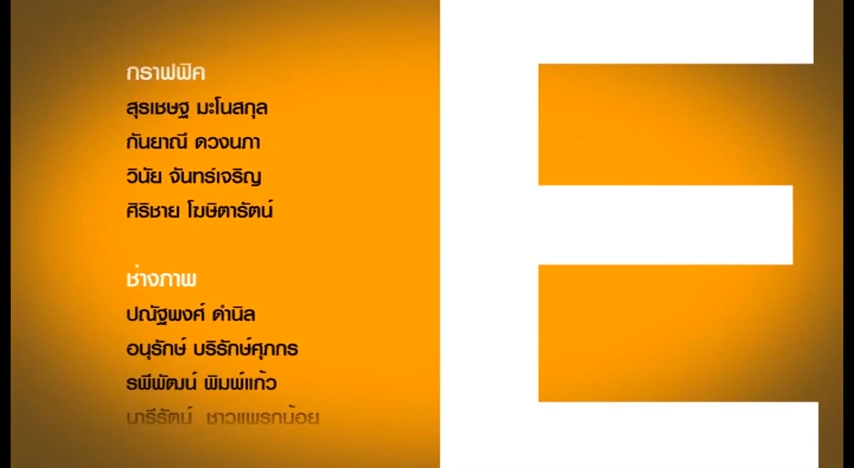 กราฟฟิค
สุรเชษฐ มะโนสกุล
กันยาณี ดวงนภา
วินัย จันทร์เจริญ
ศิริชาย โฆษิตารัตน์
ช่างภาพ
ปณัฐพงศ์ ดำนิล
อนุรักษ์ บริรักษ์ศุภกร
รพีพัฒน์ พิมพ์แก้ว
นารีรัตน์ ชาวแพรกน้อย
E